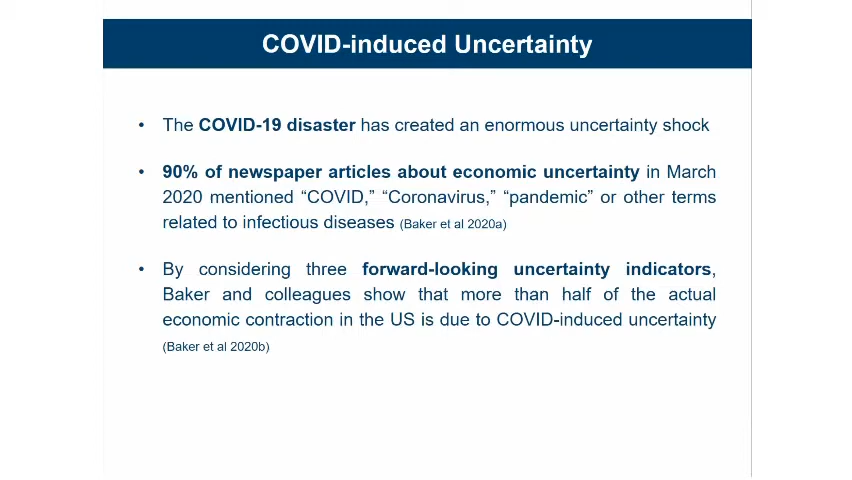 COVID-induced Uncertainty
• The COVID-19 disaster has created an enormous uncertainty shock
• 90% of newspaper articles about economic uncertainty in March
2020 mentioned “COVID,” “Coronavirus,” “pandemic” or other terms
related to infectious diseases (Baker et al 2020a)
• By considering three forward-looking uncertainty indicators,
Baker and colleagues show that more than half of the actual
economic contraction in the US is due to COVID-induced uncertainty
(Baker et al 2020b)